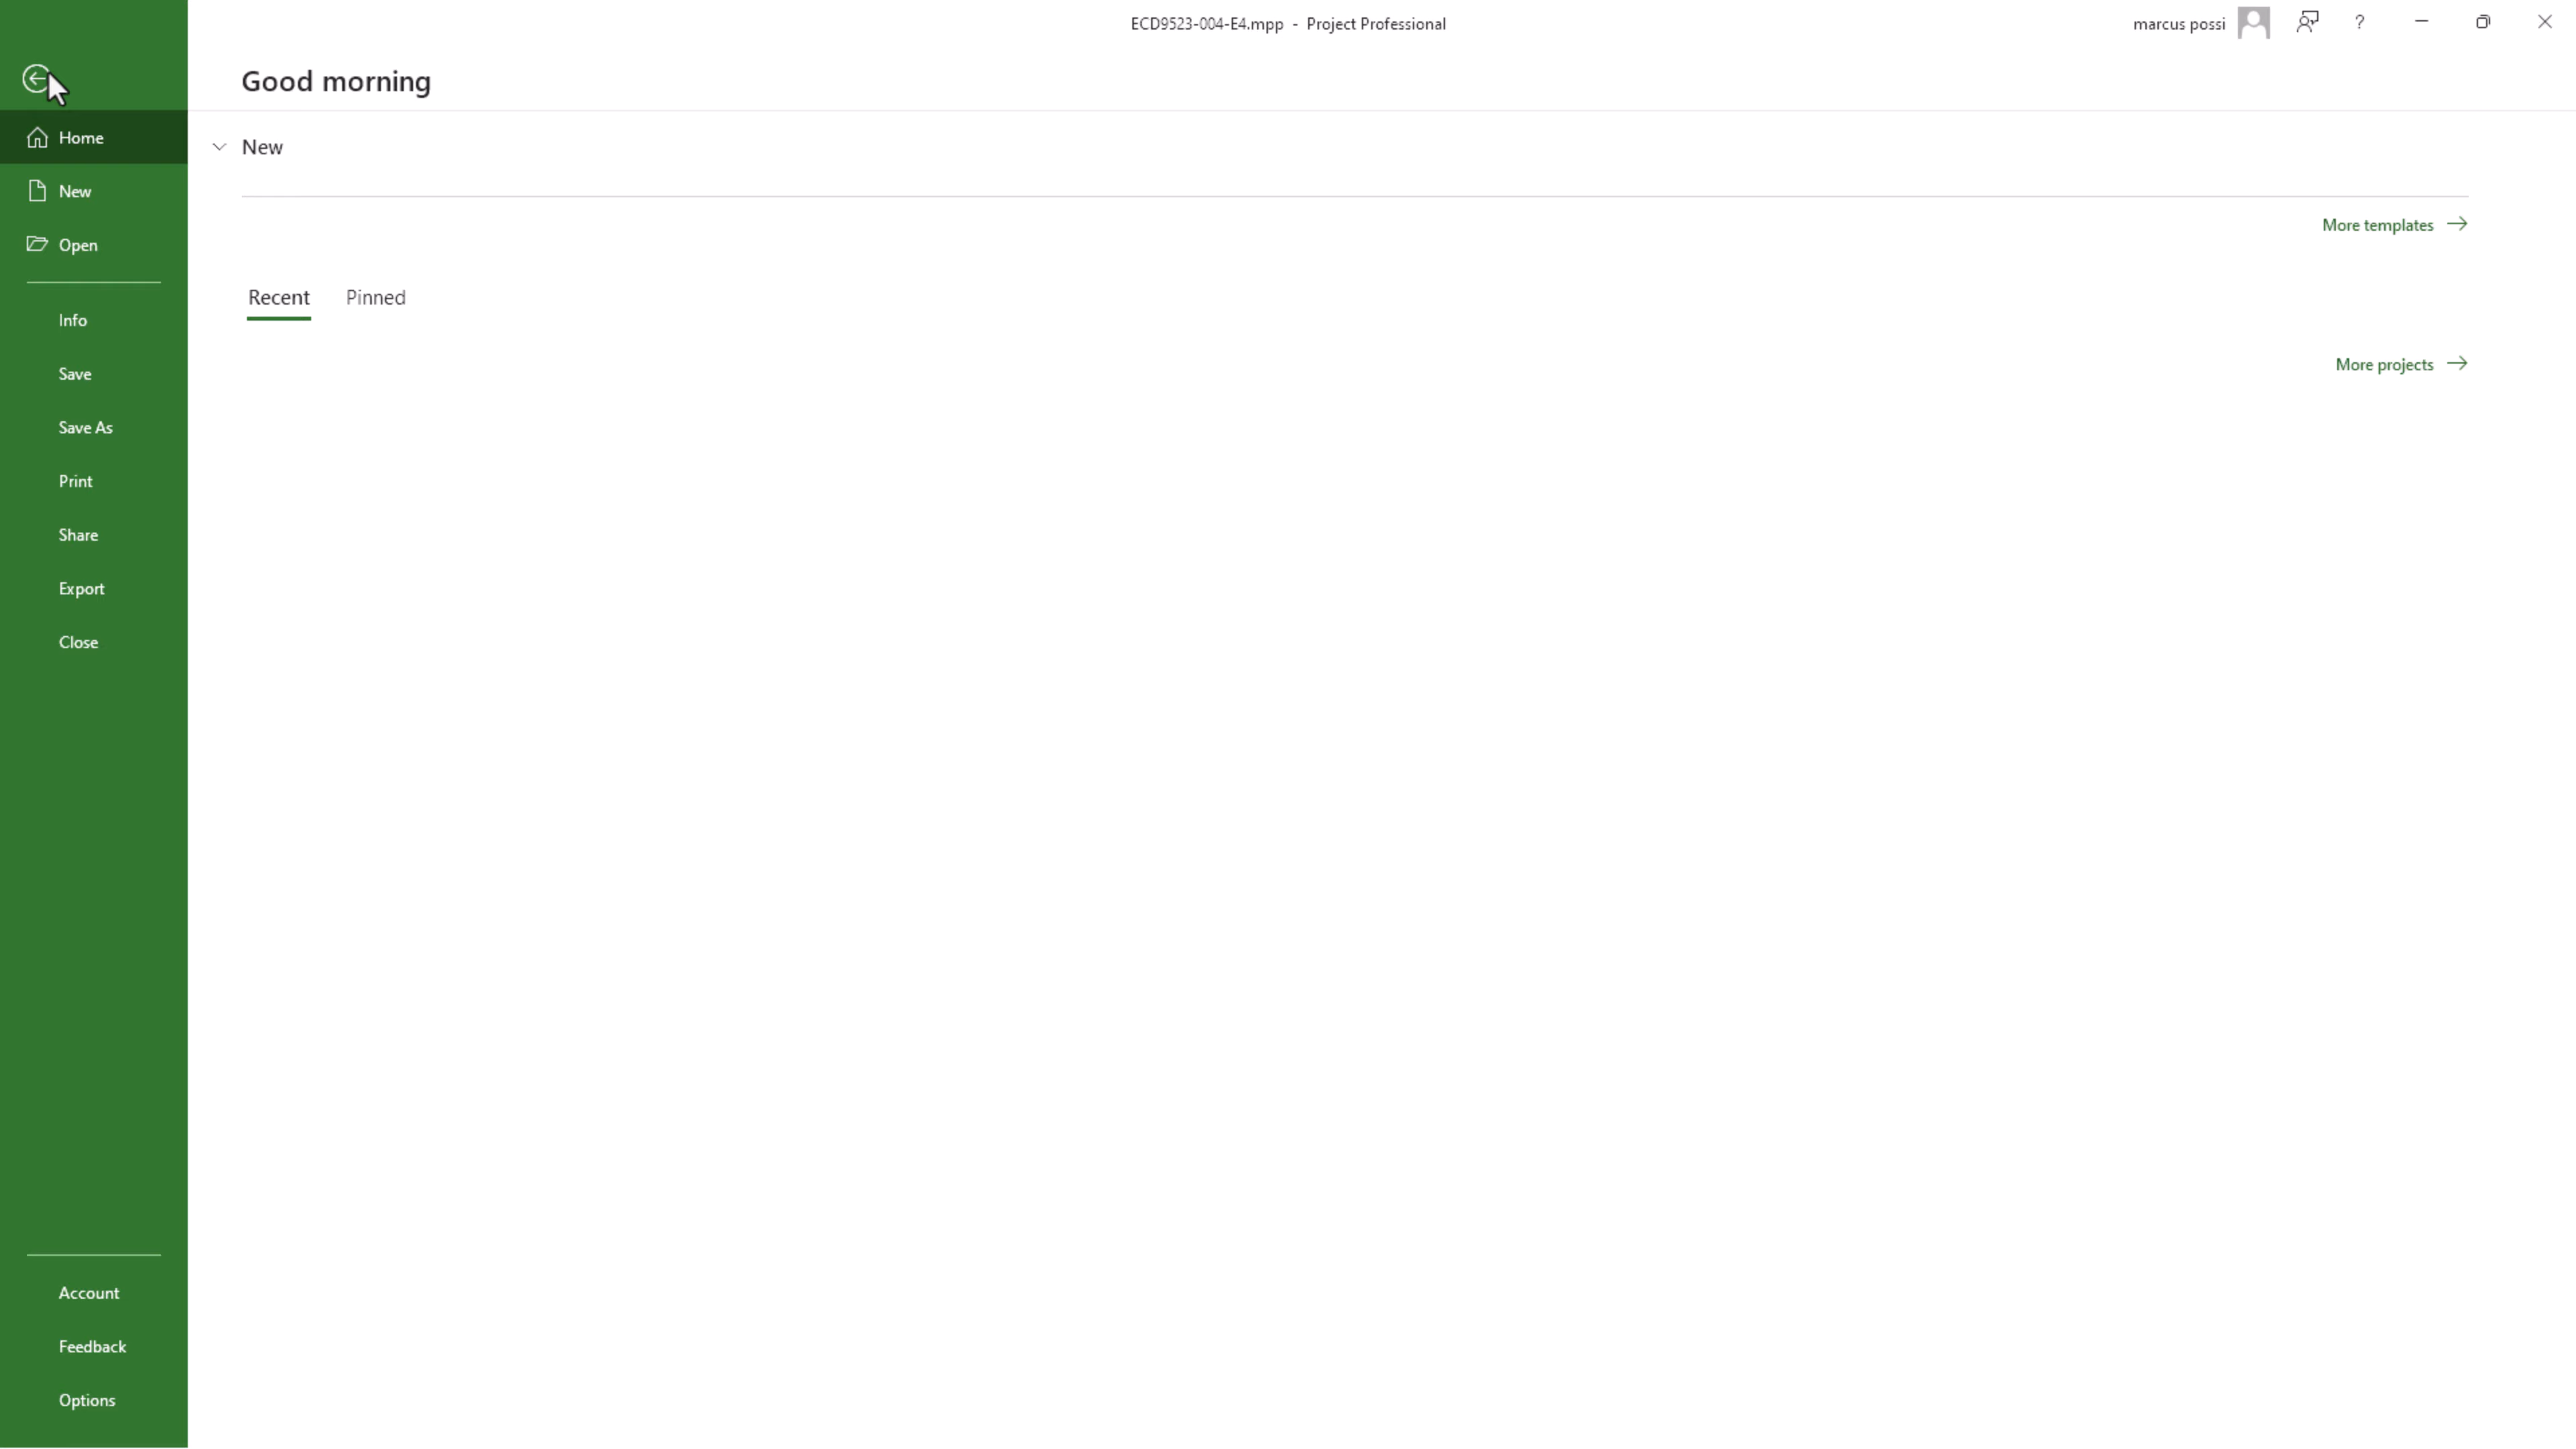 ECD9523-004-E4.mpp - Project Professional
marcus possi
?
Good morning
Home
New
Open
Info
Save
Save As
Print
Share
Export
Close
Account
Feedback
Options
New
More templates
Recent Pinned
More projects